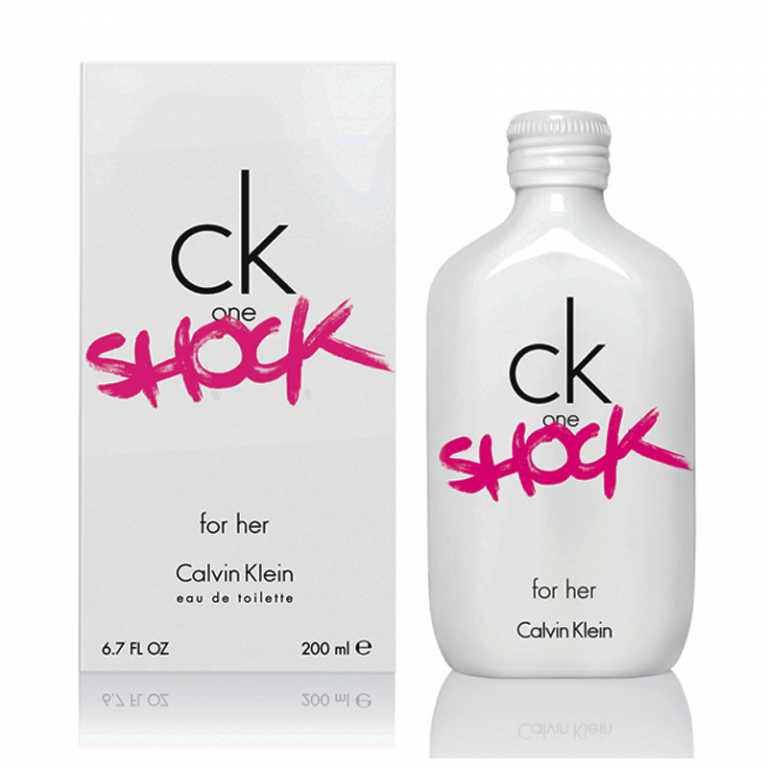 ck
one
SHOCK
for her
Calvin Klein
eau de toilette
6.7 FL OZ 200 ml ℮
ck
one
SHOCK
for her
Calvin Klein